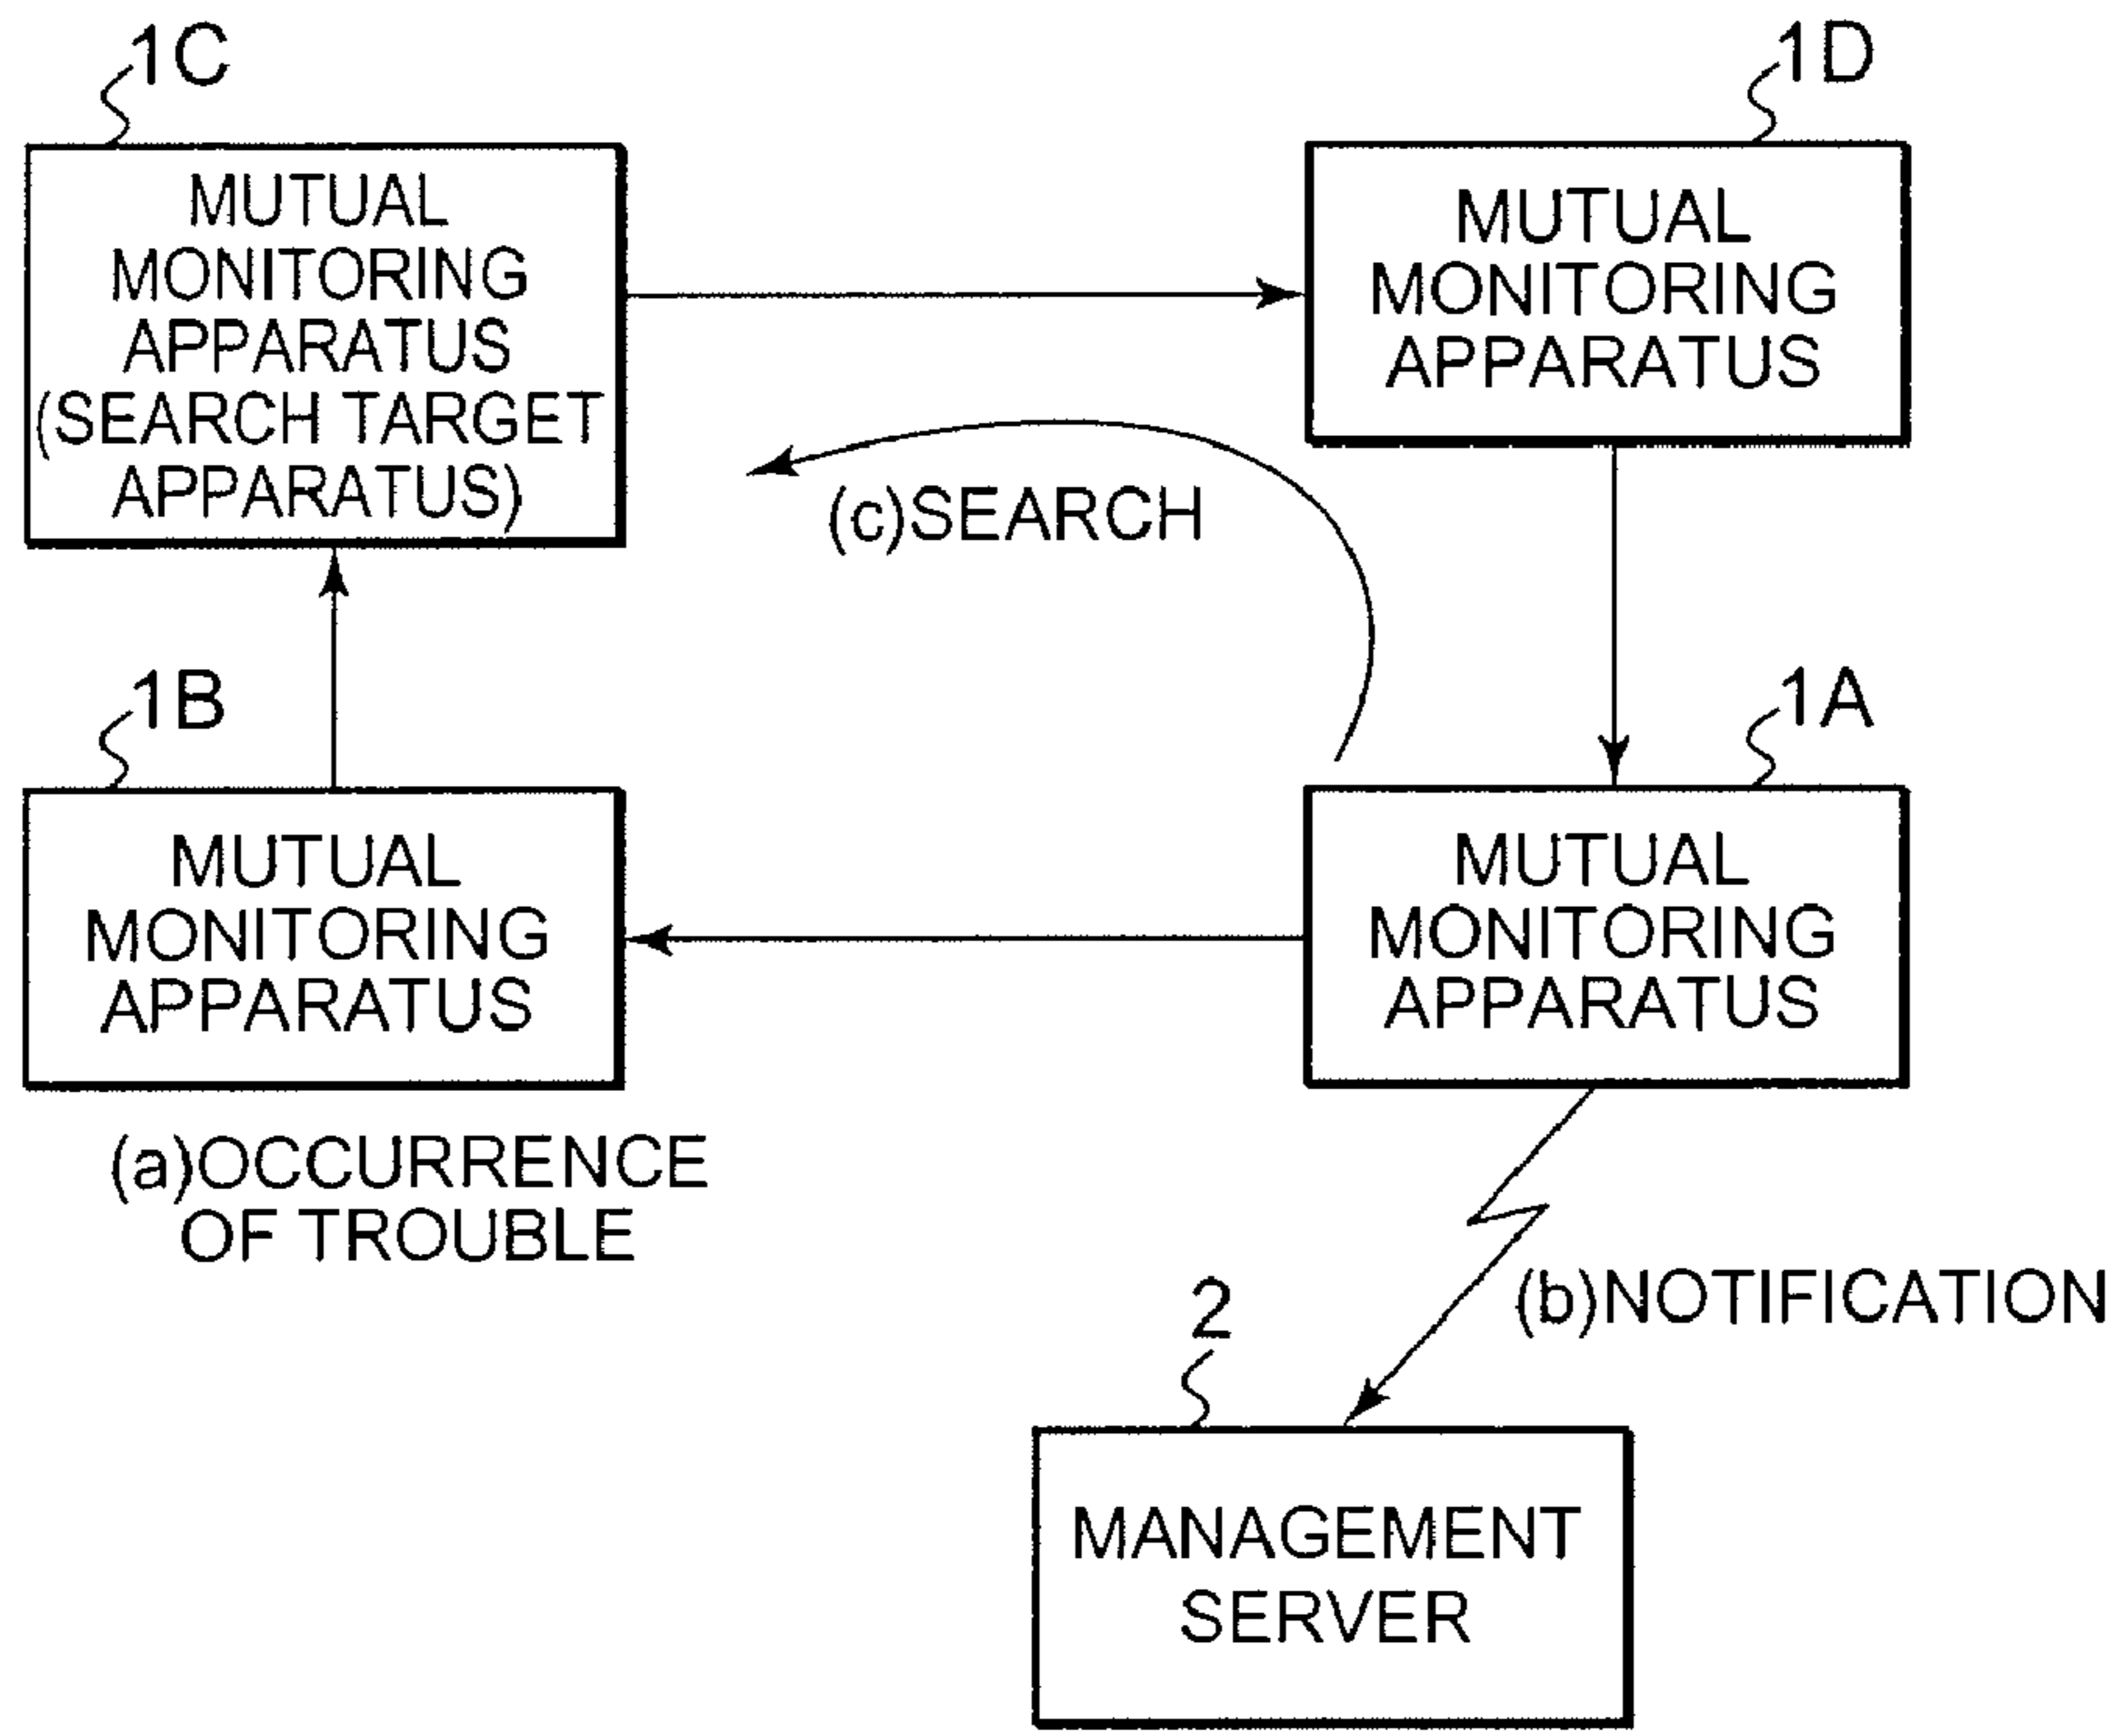 1C
1D
MUTUAL
MONITORING
APPARATUS
(SEARCH TARGET
APPARATUS)
MUTUAL
MONITORING
APPARATUS
(c)SEARCH
1B
1A
MUTUAL
MONITORING
APPARATUS
MUTUAL
MONITORING
APPARATUS
(a)OCCURRENCE
OF TROUBLE
(b)NOTIFICATION
2
MANAGEMENT
SERVER